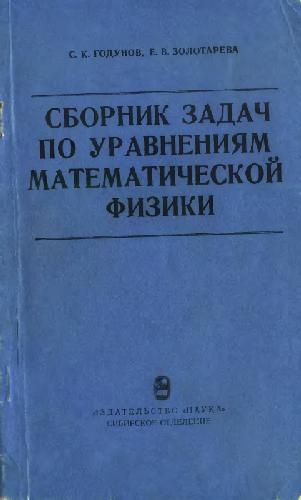 С. К. ГОДУНОВ, Е. В. ЗОЛОТАРЕВА
СБОРНИК ЗАДАЧ
ПО УРАВНЕНИЯМ
МАТЕМАТИЧЕСКОЙ
ФИЗИКИ
ИЗДАТЕЛЬСТВО «НАУКА»
СИБИРСКОЕ ОТДЕЛЕНИЕ